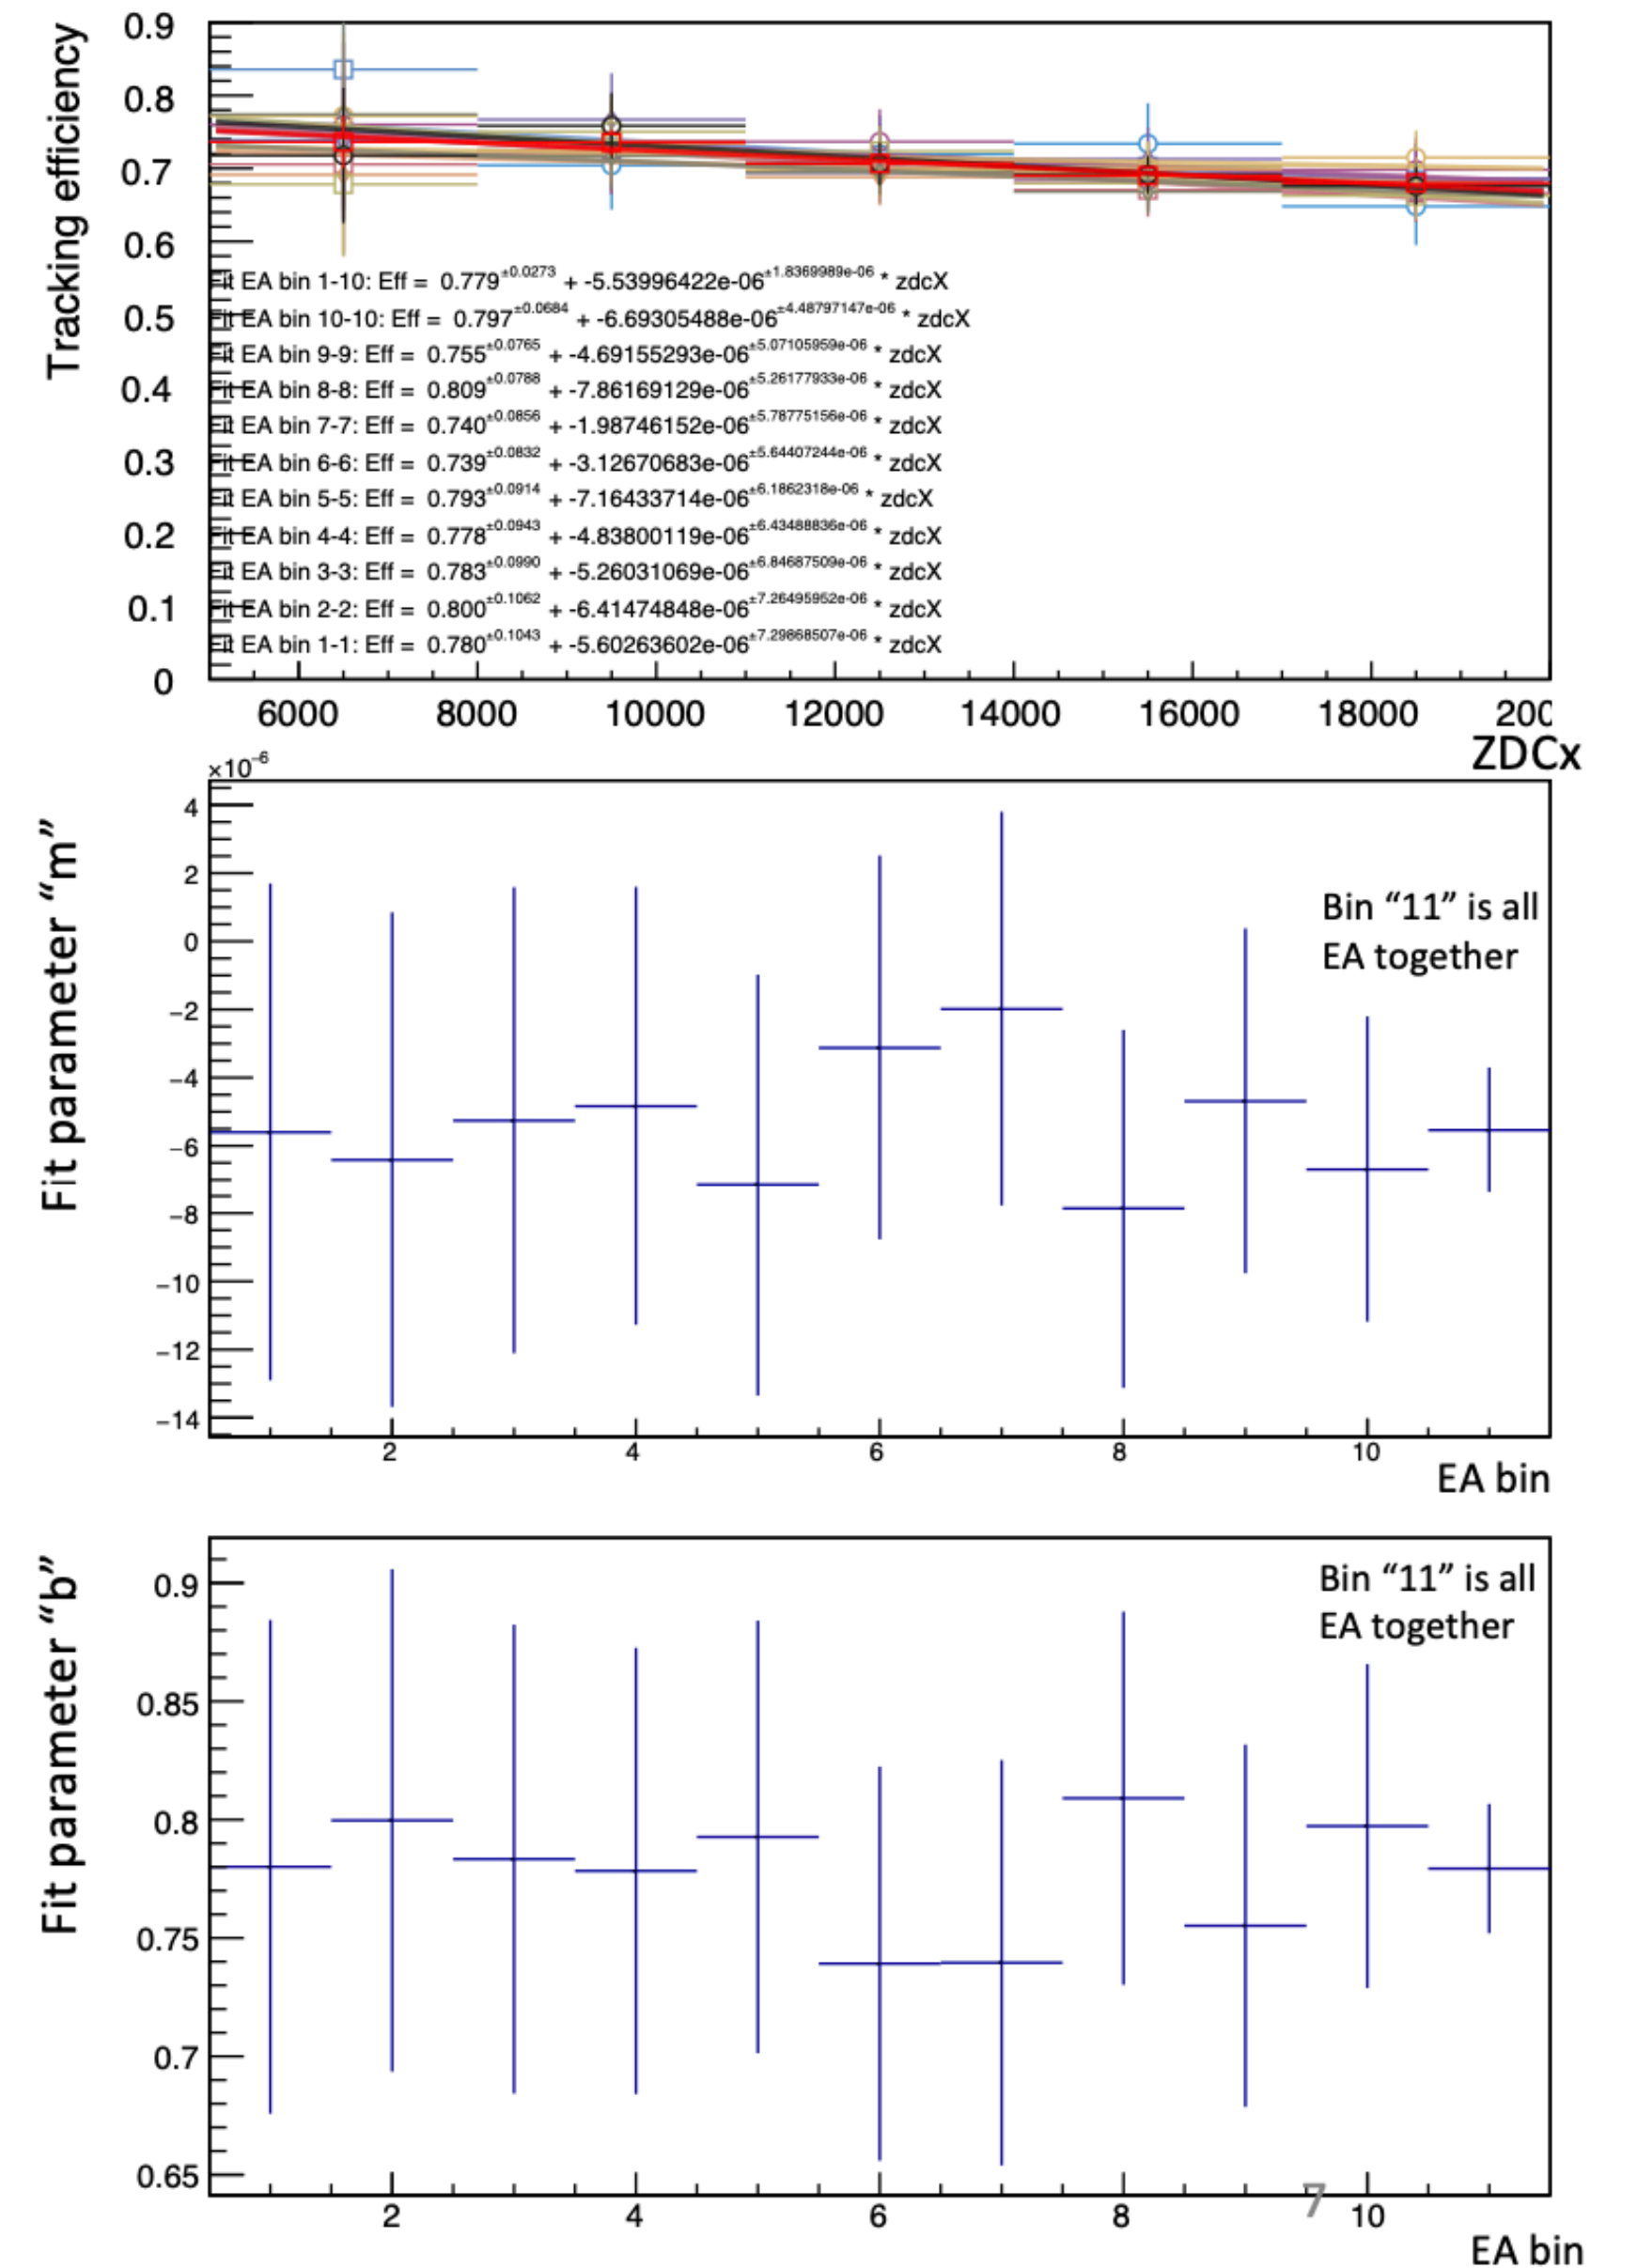 Tracking efficiency
0.9
0.8
0.7
0.6
0.5
0.4
0.3
0.2
0.1
0
Fit EA bin 1-10: Eff = 0.779±0.0273 + -5.53996422e-06±1.8369989e-06 * zdcX
Fit EA bin 10-10: Eff = 0.797±0.0684 + -6.69305488e-06±4.48797147e-06 * zdcX
Fit EA bin 9-9: Eff = 0.755±0.0765 + -4.69155293e-06±5.07105959e-06 * zdcX
Fit EA bin 8-8: Eff = 0.809±0.0788 + -7.86169129e-06±5.26177933e-06 * zdcX
Fit EA bin 7-7: Eff = 0.740±0.0856 + -1.98746152e-06±5.78775156e-06 * zdcX
Fit EA bin 6-6: Eff = 0.739±0.0832 + -3.12670683e-06±5.64407244e-06 * zdcX
Fit EA bin 5-5: Eff = 0.793±0.0914 + -7.16433714e-06±6.1862318e-06 * zdcX
Fit EA bin 4-4: Eff = 0.778±0.0943 + -4.83800119e-06±6.43488836e-06 * zdcX
Fit EA bin 3-3: Eff = 0.783±0.0990 + -5.26031069e-06±6.84687509e-06 * zdcX
Fit EA bin 2-2: Eff = 0.800±0.1062 + -6.41474848e-06±7.26495952e-06 * zdcX
Fit EA bin 1-1: Eff = 0.780±0.1043 + -5.60263602e-06±7.29868507e-06 * zdcX
6000 8000 10000 12000 14000 16000 18000 200
ZDCx
×10⁻⁶
Fit parameter “m”
4
2
0
−2
−4
−6
−8
−10
−12
−14
Bin “11” is all
EA together
2 4 6 8 10
EA bin
Fit parameter “b”
0.9
0.85
0.8
0.75
0.7
0.65
Bin “11” is all
EA together
7
2 4 6 8 10
EA bin